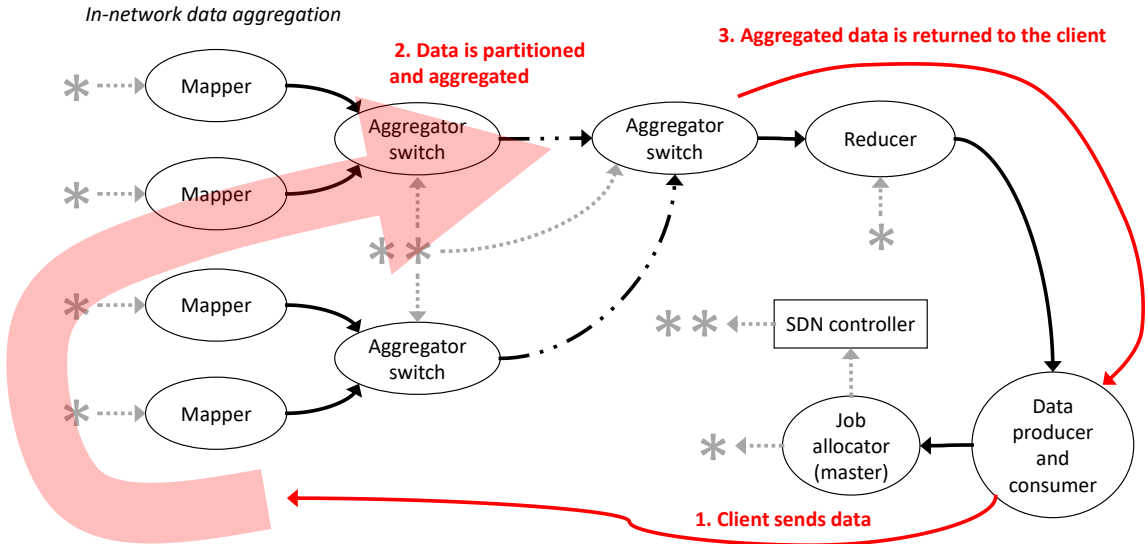 In-network data aggregation
2. Data is partitioned
and aggregated
3. Aggregated data is returned to the client
*
Mapper
Aggregator
switch
Aggregator
switch
Reducer
*
Mapper
**
*
*
Mapper
**
SDN controller
Aggregator
switch
*
Mapper
*
Job
allocator
(master)
Data
producer
and
consumer
1. Client sends data